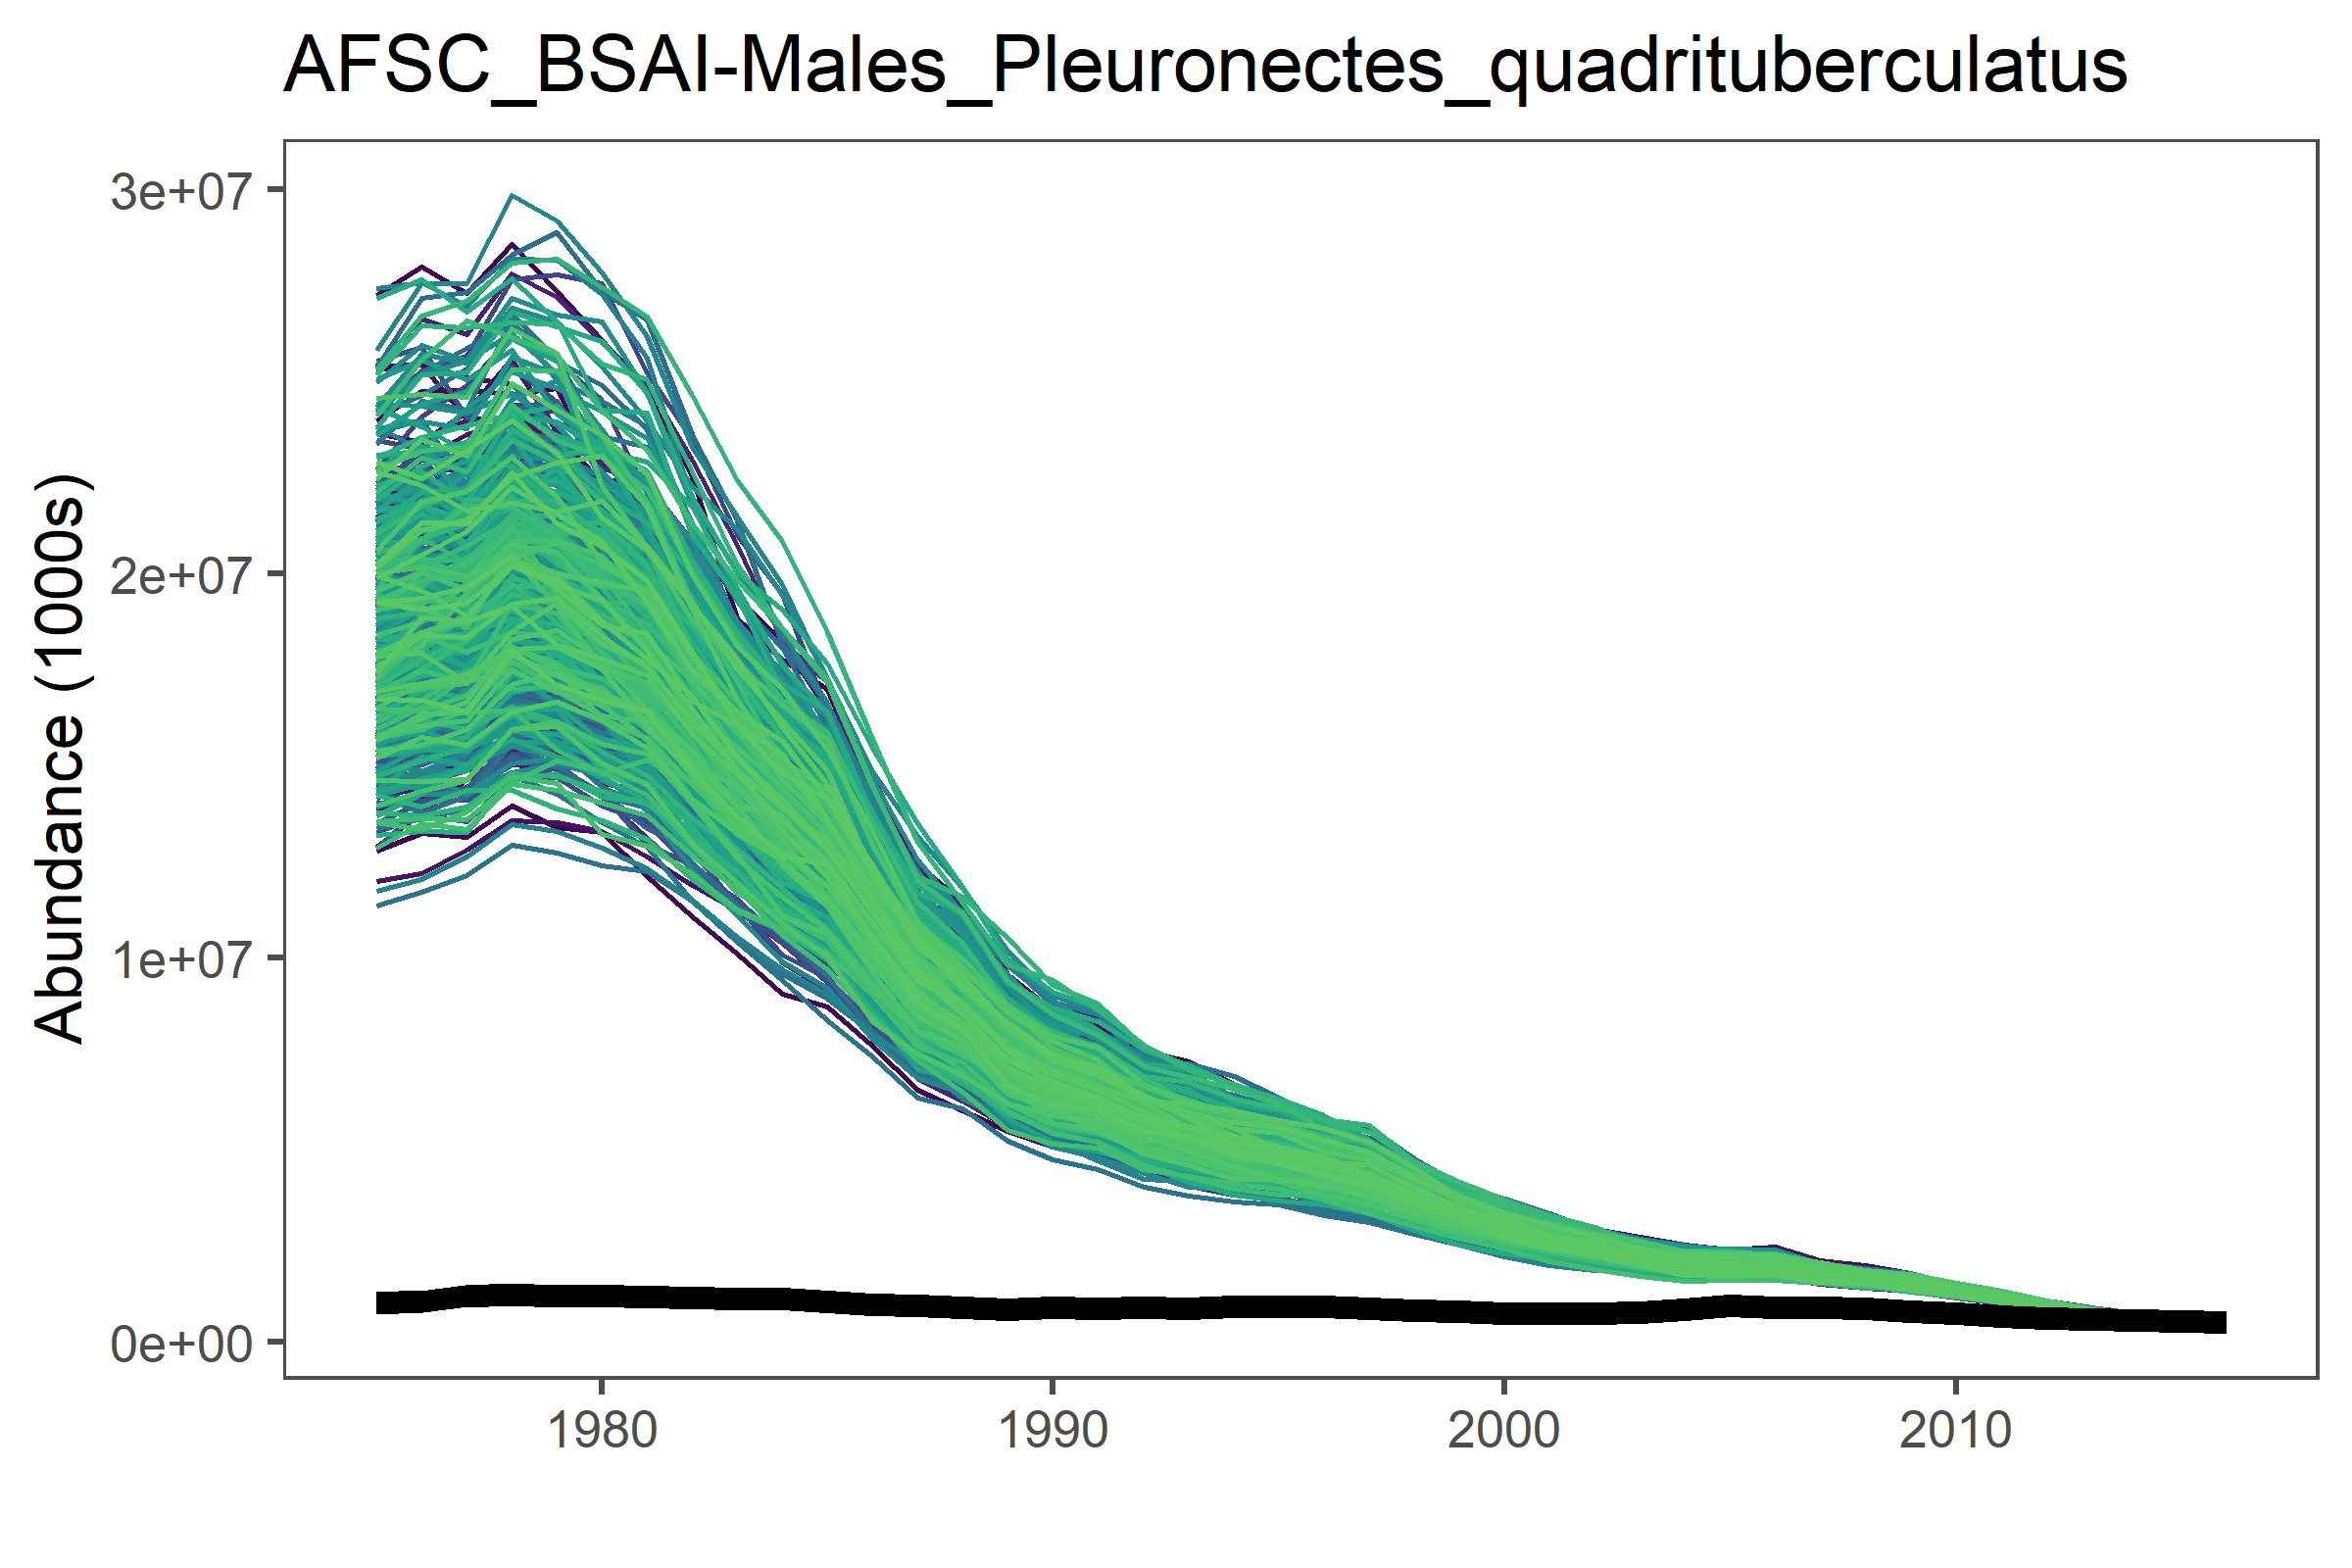 AFSC_BSAI-Males_Pleuronectes_quadrituberculatus
Abundance (1000s)
3e+07
2e+07
1e+07
0e+00
1980
1990
2000
2010